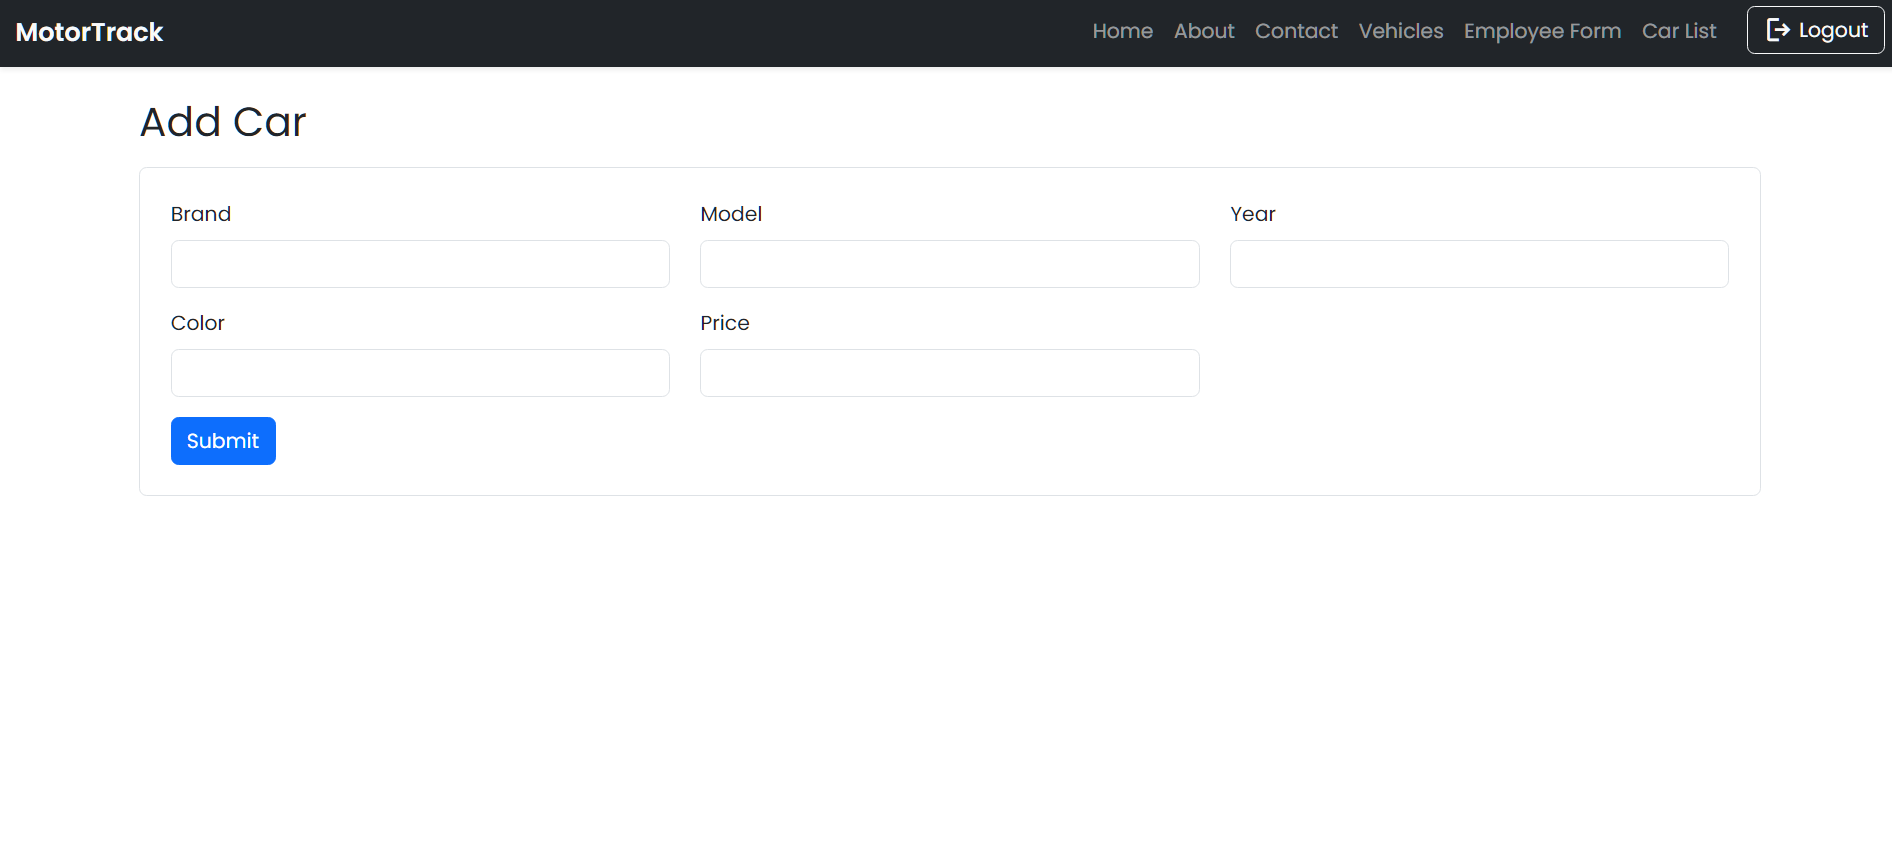 MotorTrack Home About Contact Vehicles Employee Form Car List Logout
Add Car
Brand Model Year
Color Price
Submit